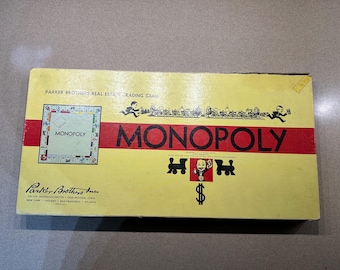 PARKER BROTHERS REAL ESTATE TRADING GAME
MONOPOLY
MONOPOLY
$
Parker Brothers Inc